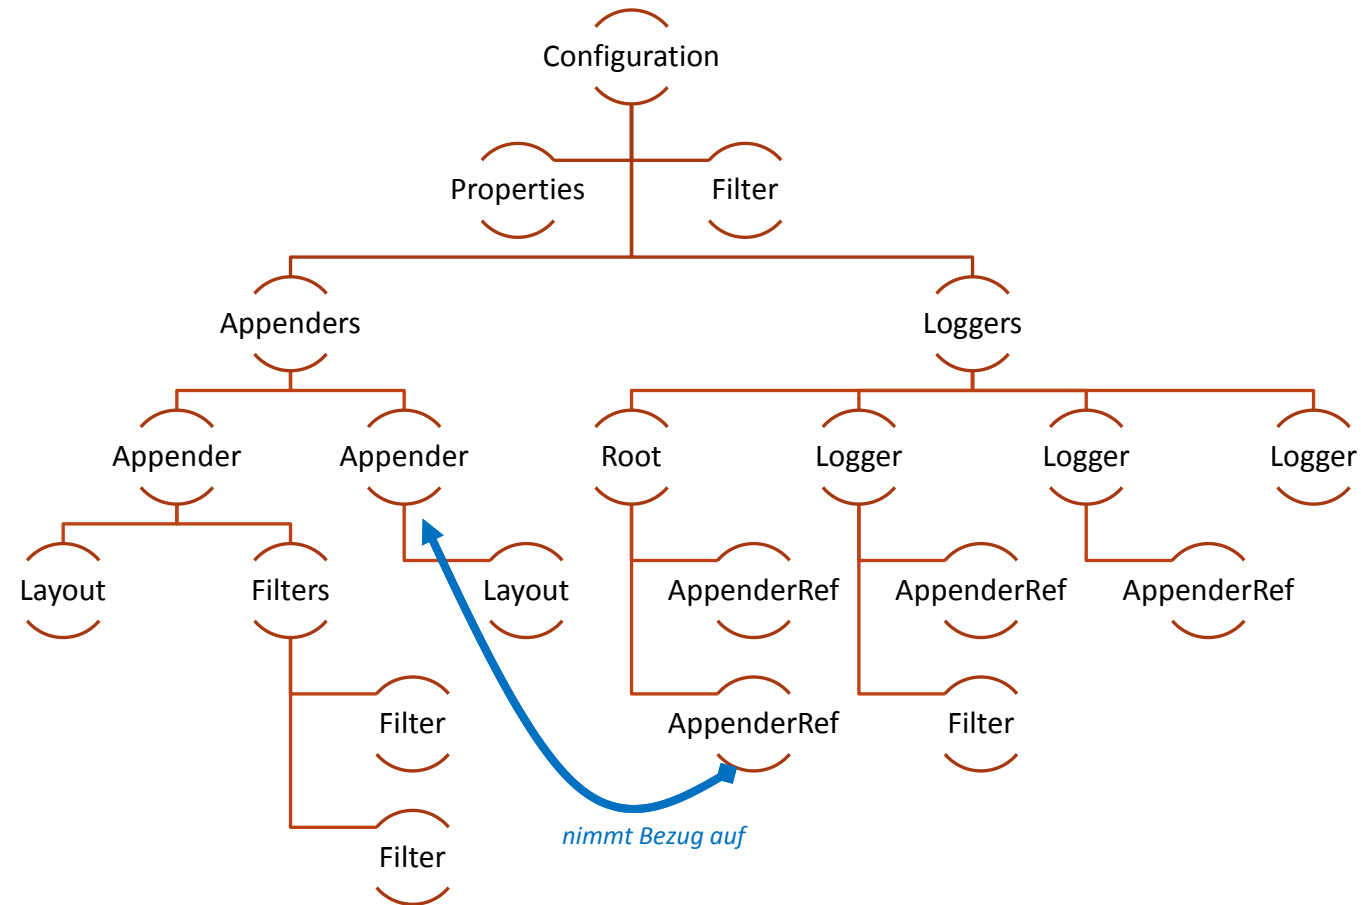 Configuration
Properties
Filter
Appenders
Loggers
Appender
Appender
Root
Logger
Logger
Logger
Layout
Filters
Layout
AppenderRef
AppenderRef
AppenderRef
Filter
AppenderRef
Filter
nimmt Bezug auf
Filter